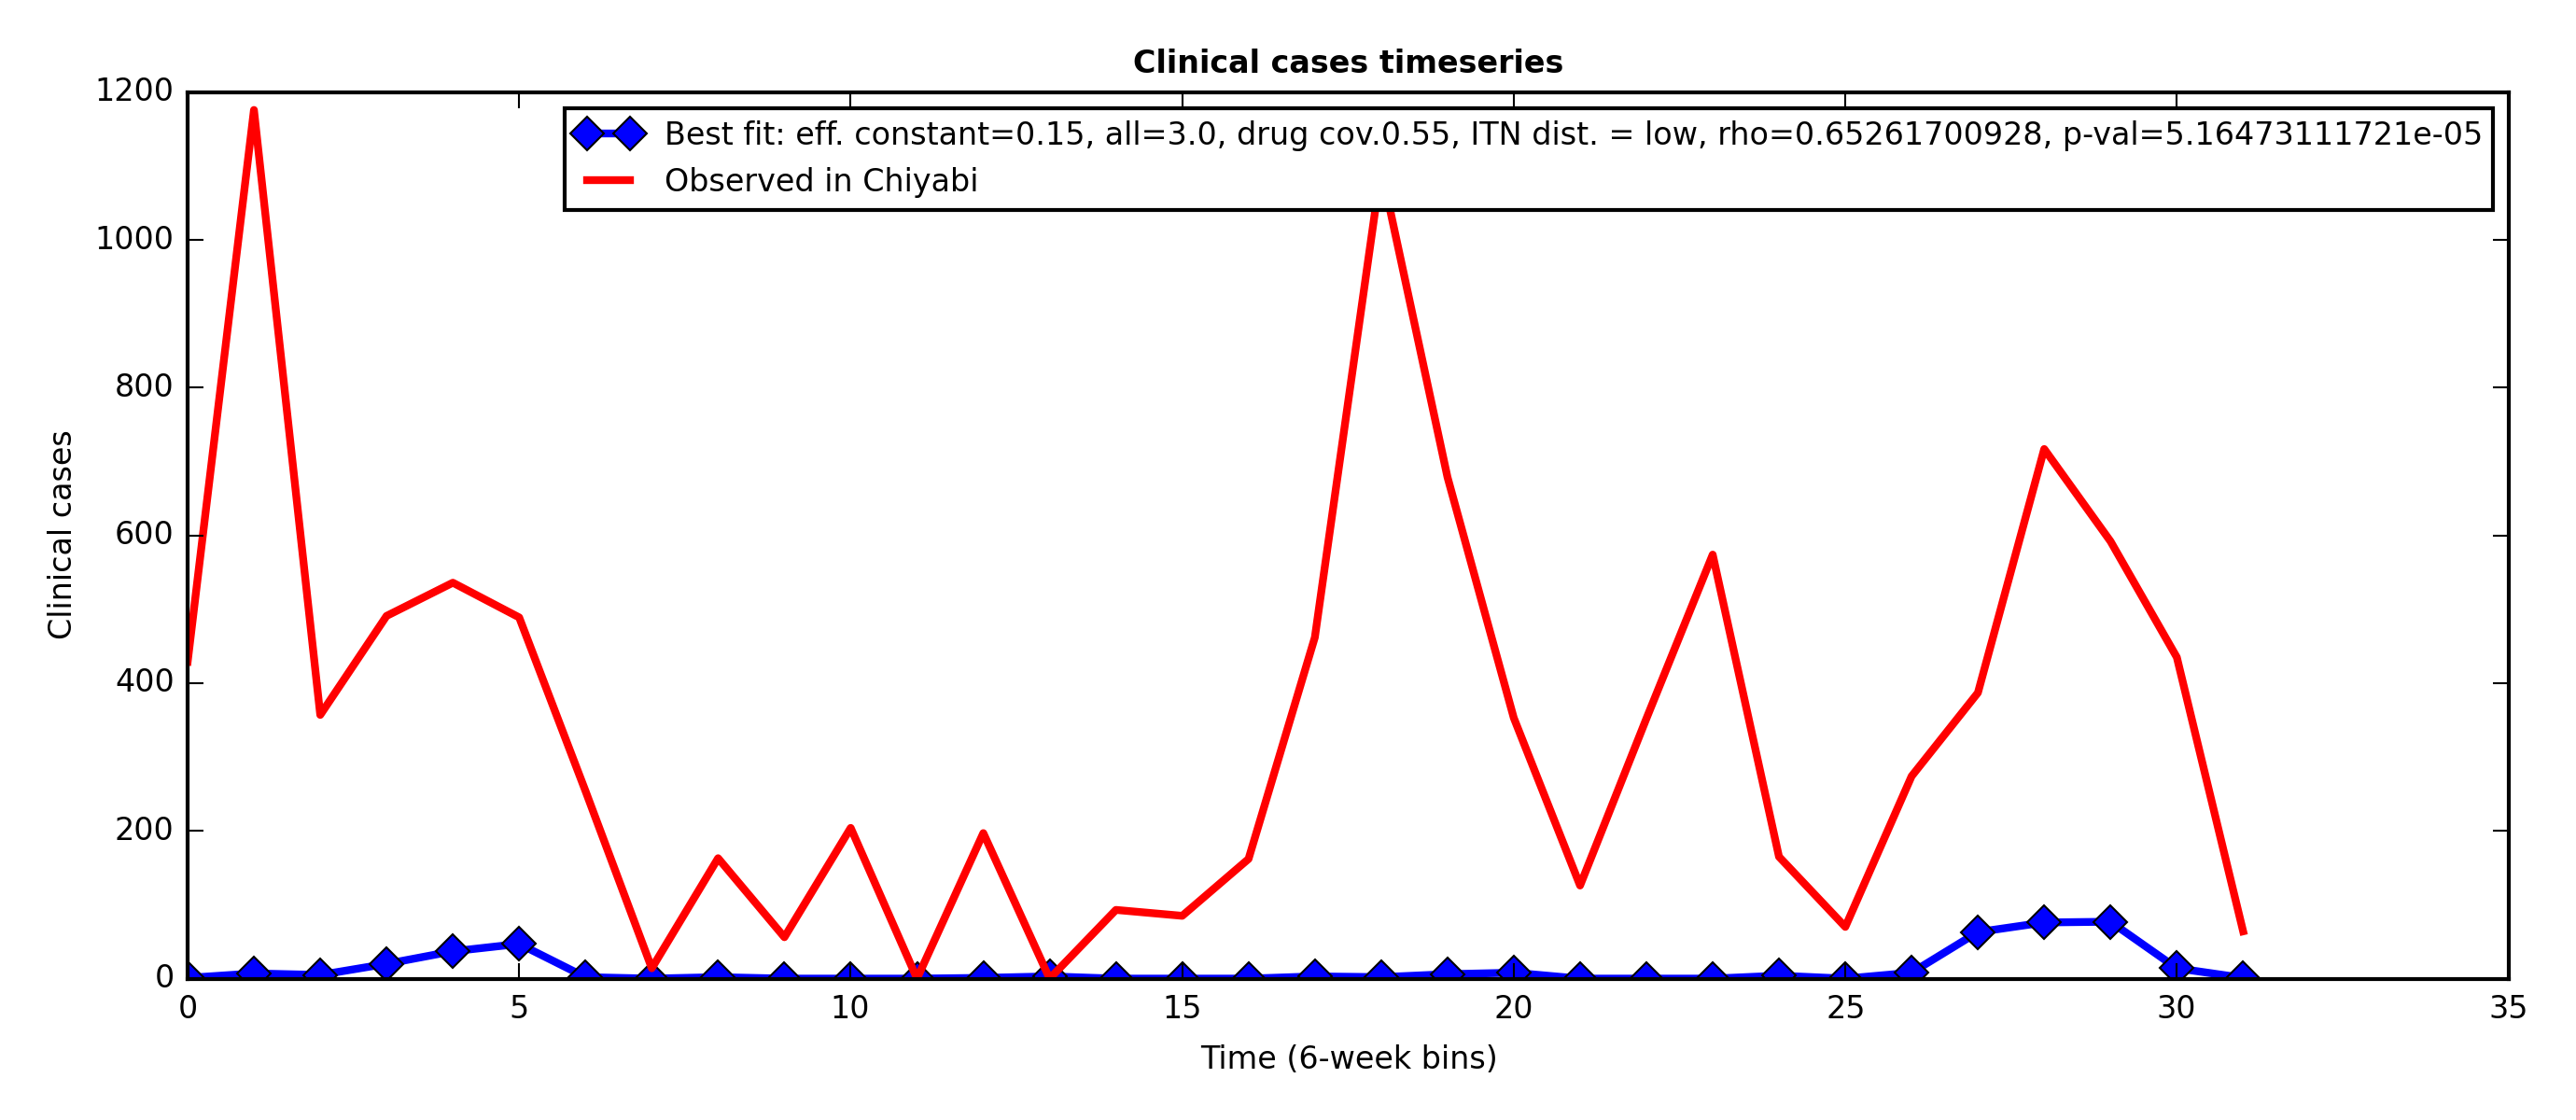 Clinical cases timeseries
Best fit: eff. constant=0.15, all=3.0, drug cov.0.55, ITN dist. = low, rho=0.65261700928, p-val=5.16473111721e-05
Observed in Chiyabi
Clinical cases
1200
1000
800
600
400
200
0
0 5 10 15 20 25 30 35
Time (6-week bins)